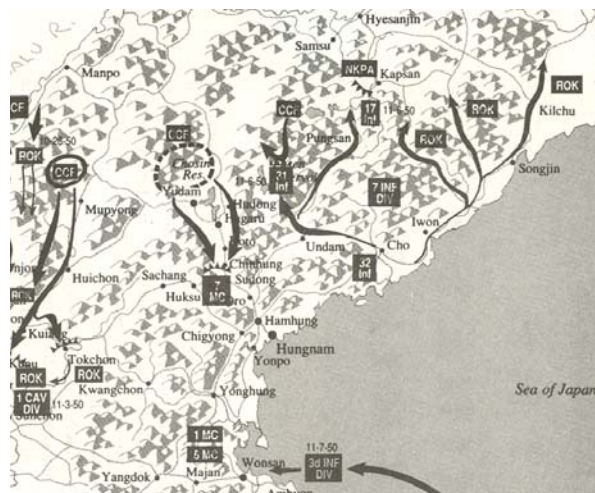 Hyesanjin
Samsu
Manpo
NKPA
Kapsan
CCF
ROK
Kilchu
CCF
17
Inf
11-5-50
ROK
10-26-50
CCF
Pungsan
ROK
ROK
Chosin
Res.
Songjin
CCF
31
Inf
7 INF
DIV
Yudam
Hudong
Hagaru
Mupyong
Iwon
Koto
Undam
Cho
Chinhung
32
Inf
Huichon
Sachang
Sudong
7
MC
Huksu
ROK
Hamhung
Kujang
Chigyong
Hungnam
Tokchon
Yonpo
ROK
ROK
Kwangchon
Yonghung
Sea of Japan
1 CAV
DIV
11-3-50
1 MC
11-7-50
5 MC
Wonsan
3d INF
DIV
Yangdok
Majan